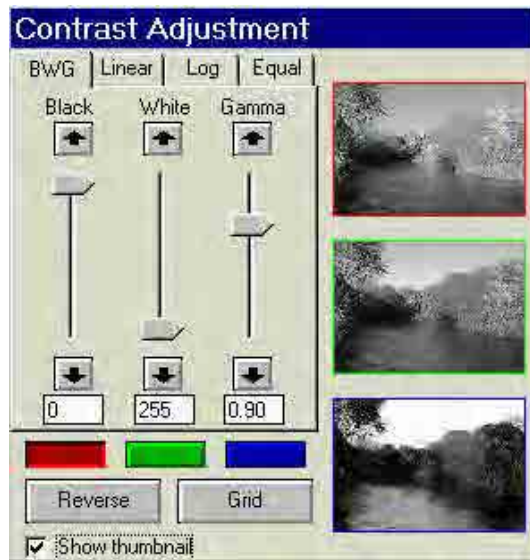 Contrast Adjustment
BWG Linear Log Equal
Black White Gamma
0 255 0.90
Reverse Grid
Show thumbnail